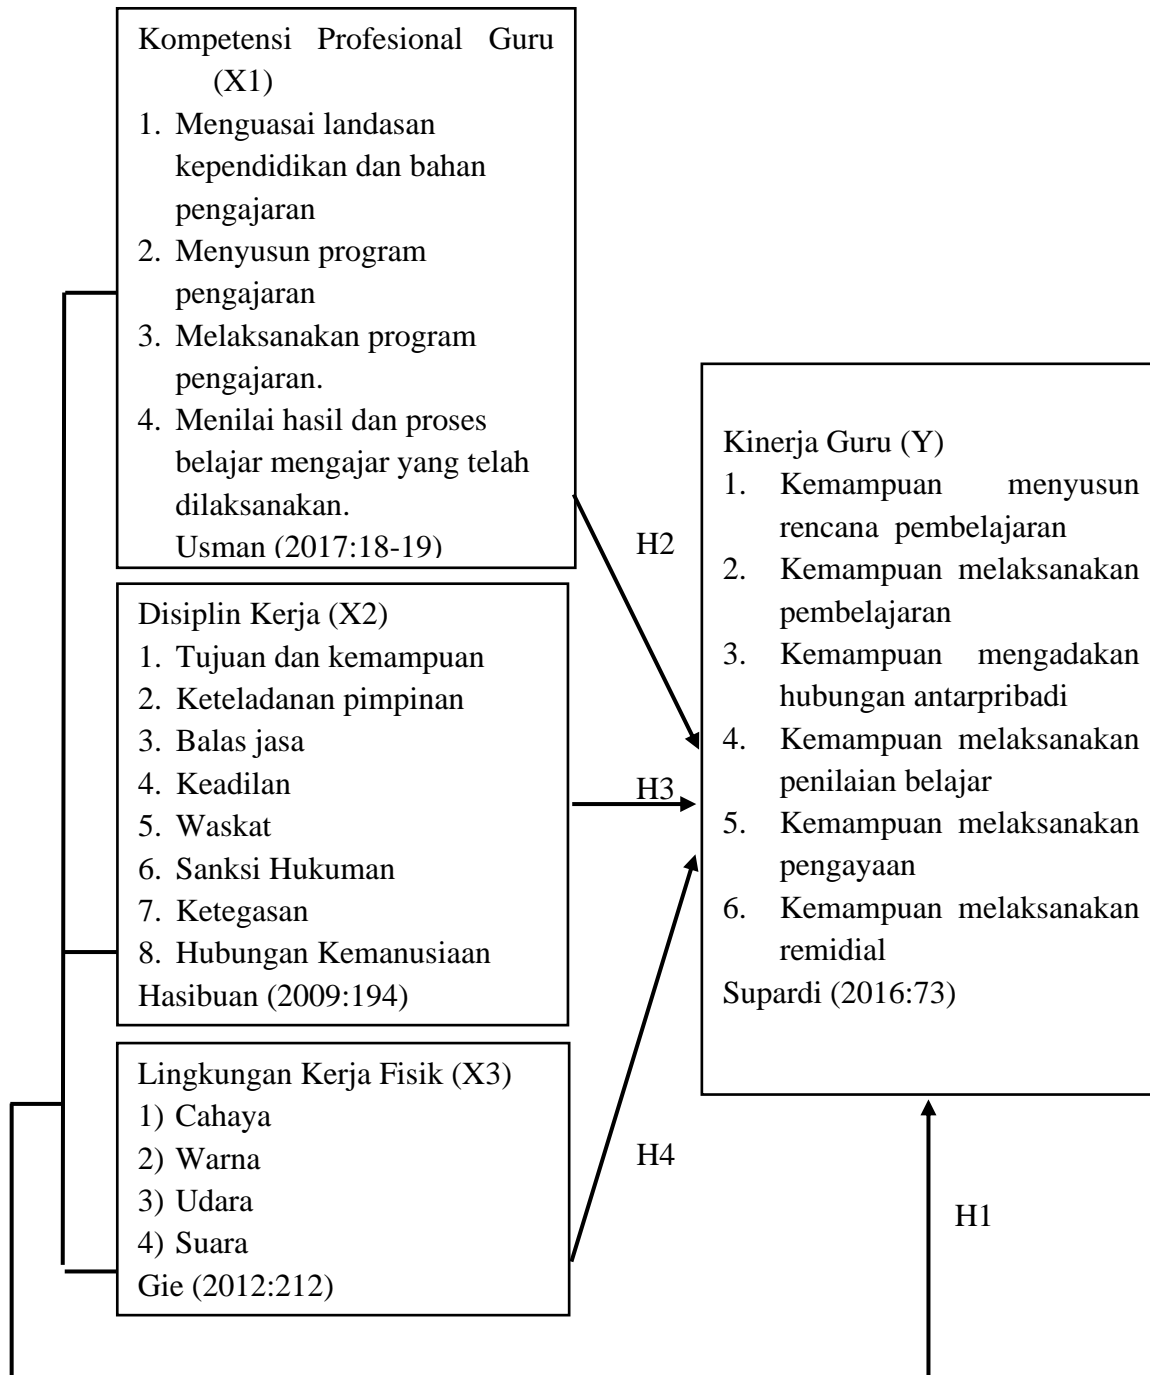 Kompetensi Profesional Guru
(X1)
1. Menguasai landasan
kependidikan dan bahan
pengajaran
2. Menyusun program
pengajaran
3. Melaksanakan program
pengajaran.
4. Menilai hasil dan proses
belajar mengajar yang telah
dilaksanakan.
Usman (2017:18-19)
Disiplin Kerja (X2)
1. Tujuan dan kemampuan
2. Keteladanan pimpinan
3. Balas jasa
4. Keadilan
5. Waskat
6. Sanksi Hukuman
7. Ketegasan
8. Hubungan Kemanusiaan
Hasibuan (2009:194)
Lingkungan Kerja Fisik (X3)
1) Cahaya
2) Warna
3) Udara
4) Suara
Gie (2012:212)
H2
H3
H4
Kinerja Guru (Y)
1. Kemampuan menyusun
rencana pembelajaran
2. Kemampuan melaksanakan
pembelajaran
3. Kemampuan mengadakan
hubungan antarpribadi
4. Kemampuan melaksanakan
penilaian belajar
5. Kemampuan melaksanakan
pengayaan
6. Kemampuan melaksanakan
remidial
Supardi (2016:73)
H1